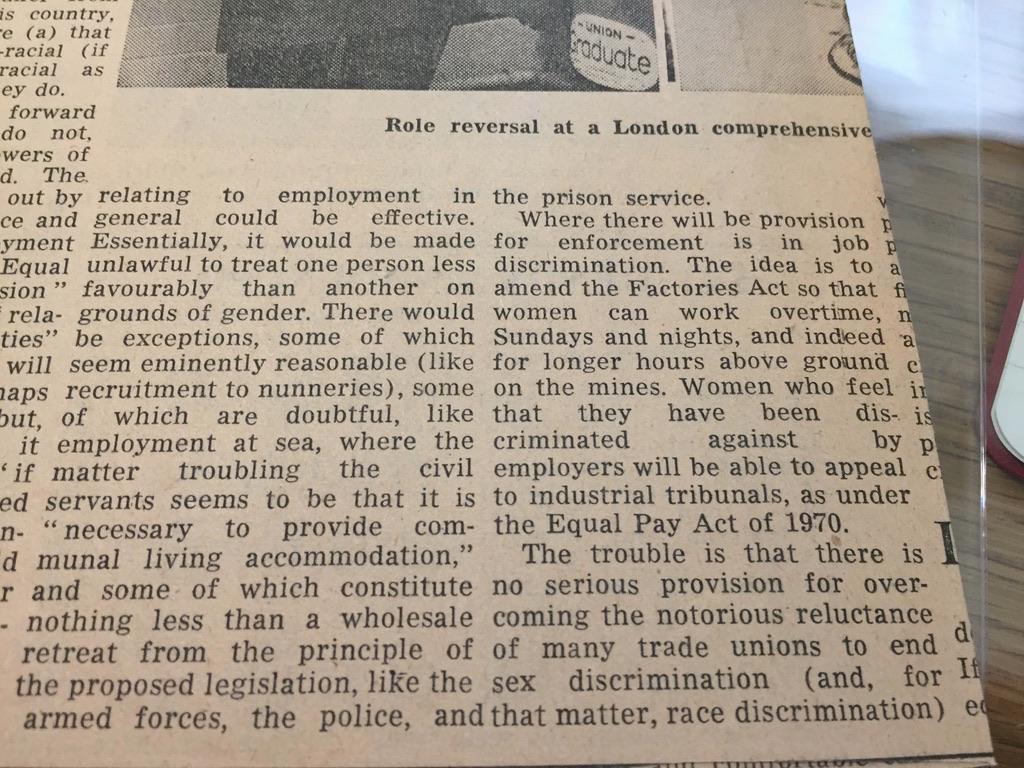 UNION
Graduate
Role reversal at a London comprehensive
is country,
(a) that
-racial (if
racial as
ey do.
forward
do not,
wers of
d. The
out by
ce and
yment
Equal
sion"
rela-
ties"
will
haps
but,
it
"if
ed
n-
d
r
-
relating to employment in
general could be effective.
Essentially, it would be made
unlawful to treat one person less
favourably than another on
grounds of gender. There would
be exceptions, some of which
seem eminently reasonable (like
recruitment to nunneries), some
of which are doubtful, like
employment at sea, where the
matter troubling the civil
servants seems to be that it is
"necessary to provide com-
munal living accommodation,"
and some of which constitute
nothing less than a wholesale
retreat from the principle of
the proposed legislation, like the
armed forces, the police, and
the prison service.
Where there will be provision
for enforcement is in job
discrimination. The idea is to
amend the Factories Act so that
women can work overtime,
Sundays and nights, and indeed
for longer hours above ground
on the mines. Women who feel
that they have been dis-
criminated against by
employers will be able to appeal
to industrial tribunals, as under
the Equal Pay Act of 1970.
The trouble is that there is
no serious provision for over-
coming the notorious reluctance
of many trade unions to end
sex discrimination (and, for
that matter, race discrimination)
If